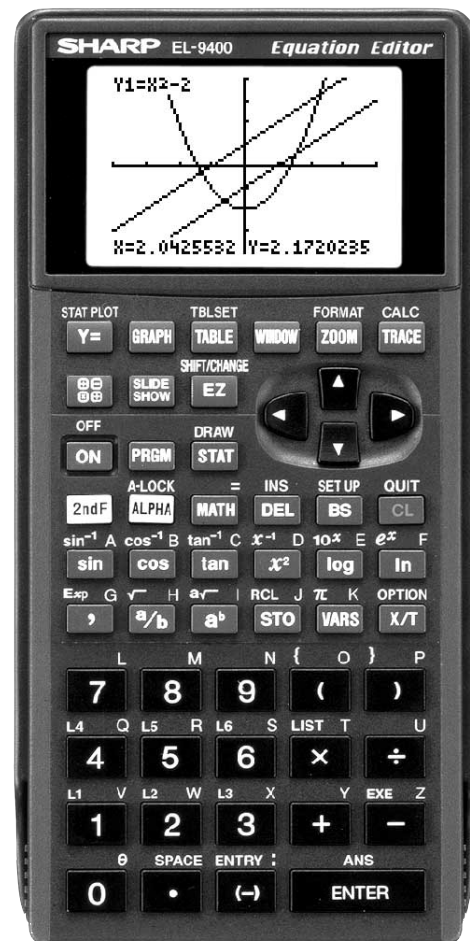 SHARP EL-9400 Equation Editor
Y1=X²-2
X=2.0425532 Y=2.1720235
STAT PLOT TBLSET FORMAT CALC
Y= GRAPH TABLE WINDOW ZOOM TRACE
SHIFT/CHANGE
SLIDE SHOW EZ
OFF DRAW
ON PRGM STAT
A-LOCK = INS SET UP QUIT
2ndF ALPHA MATH DEL BS CL
sin⁻¹ A cos⁻¹ B tan⁻¹ C x⁻¹ D 10ˣ E eˣ F
sin cos tan x² log ln
Exp G √ H a√ I RCL J π K OPTION
, a/b aᵇ STO VARS X/T
L M N { O } P
7 8 9 ( )
L4 Q L5 R L6 S LIST T U
4 5 6 × ÷
L1 V L2 W L3 X Y EXE Z
1 2 3 + −
θ SPACE ENTRY : ANS
0 • (−) ENTER